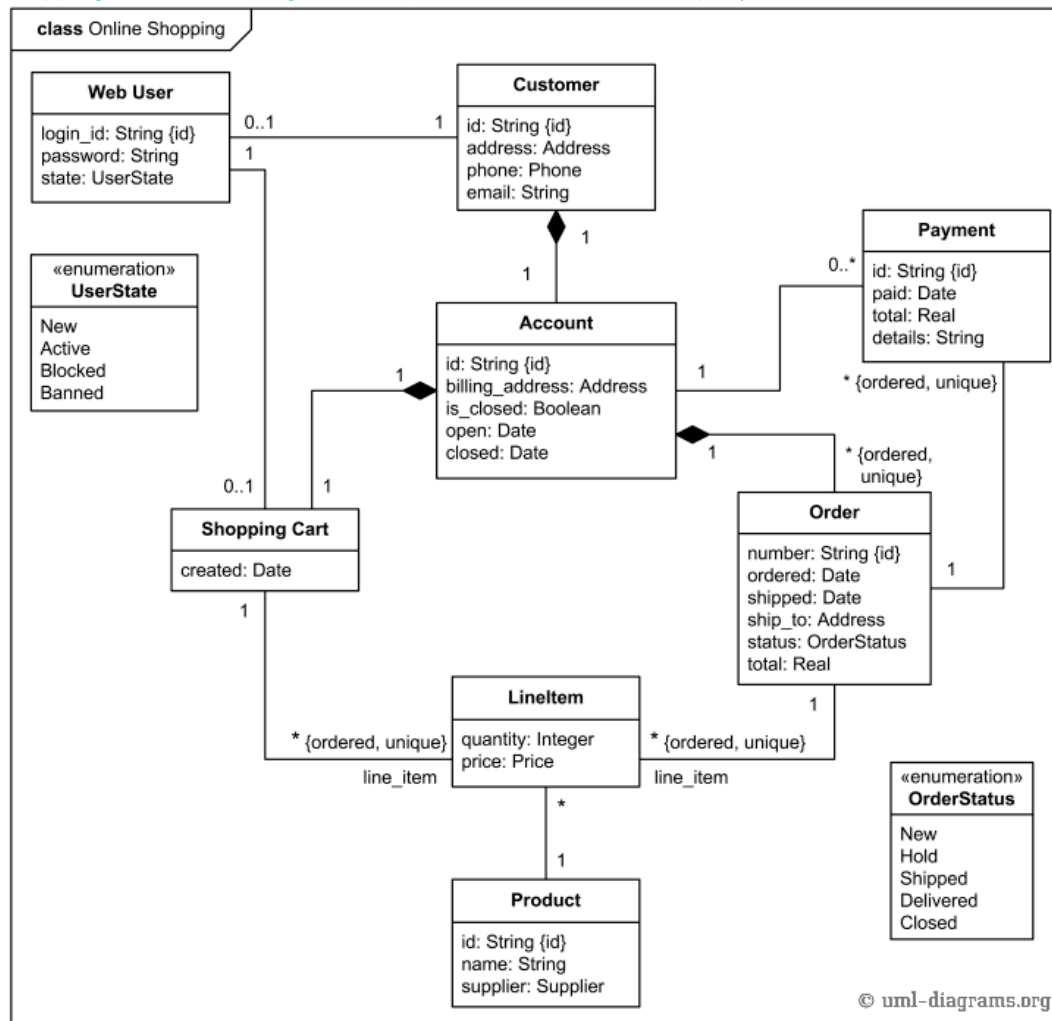 class Online Shopping
Web User
login_id: String {id}
password: String
state: UserState
0..1
1
1
Customer
id: String {id}
address: Address
phone: Phone
email: String
1
1
«enumeration»
UserState
New
Active
Blocked
Banned
Payment
id: String {id}
paid: Date
total: Real
details: String
0..*
1
* {ordered, unique}
Account
id: String {id}
billing_address: Address
is_closed: Boolean
open: Date
closed: Date
1
1
* {ordered,
unique}
0..1
1
Shopping Cart
created: Date
1
Order
number: String {id}
ordered: Date
shipped: Date
ship_to: Address
status: OrderStatus
total: Real
1
1
LineItem
quantity: Integer
price: Price
* {ordered, unique}
line_item
* {ordered, unique}
line_item
*
1
Product
id: String {id}
name: String
supplier: Supplier
«enumeration»
OrderStatus
New
Hold
Shipped
Delivered
Closed
© uml-diagrams.org